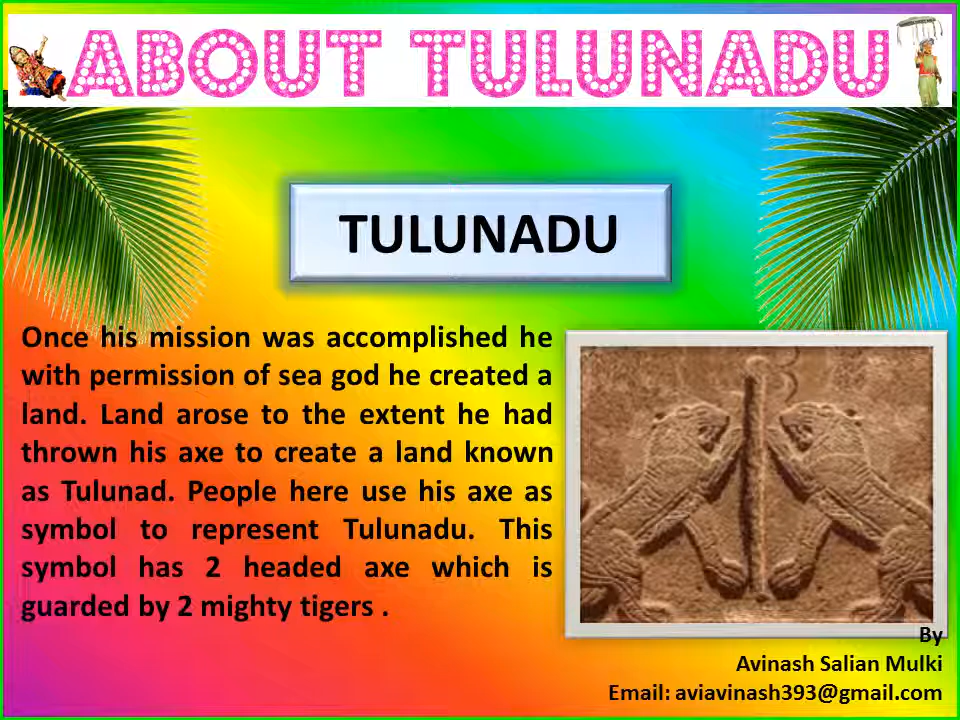 ABOUT TULUNADU
TULUNADU
Once his mission was accomplished he
with permission of sea god he created a
land. Land arose to the extent he had
thrown his axe to create a land known
as Tulunad. People here use his axe as
symbol to represent Tulunadu. This
symbol has 2 headed axe which is
guarded by 2 mighty tigers .
By
Avinash Salian Mulki
Email: aviavinash393@gmail.com